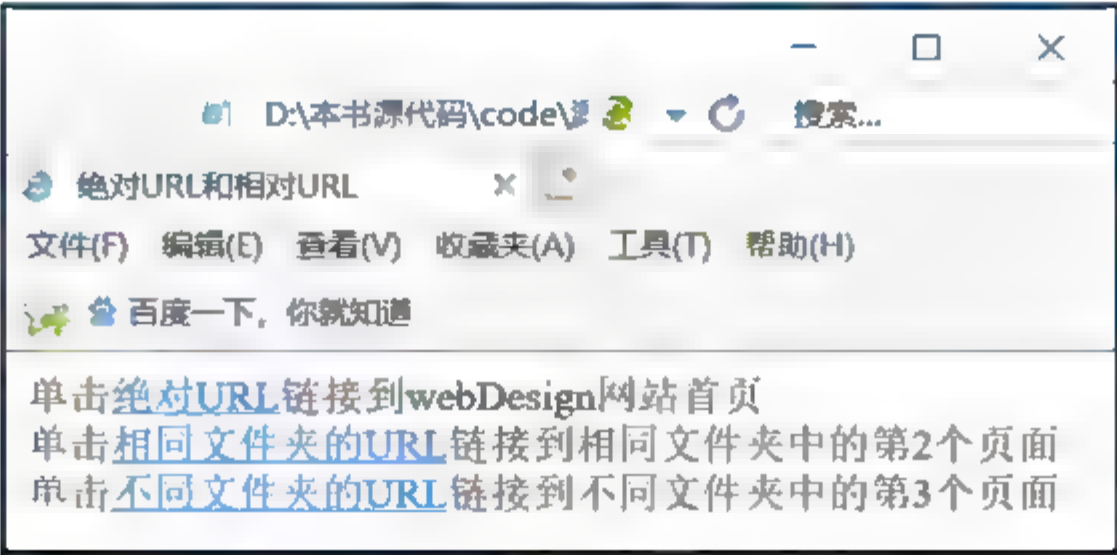 D:\本书源代码\code\ 搜索...
绝对URL和相对URL
文件(F) 编辑(E) 查看(V) 收藏夹(A) 工具(T) 帮助(H)
百度一下，你就知道
单击绝对URL链接到webDesign网站首页
单击相同文件夹的URL链接到相同文件夹中的第2个页面
单击不同文件夹的URL链接到不同文件夹中的第3个页面